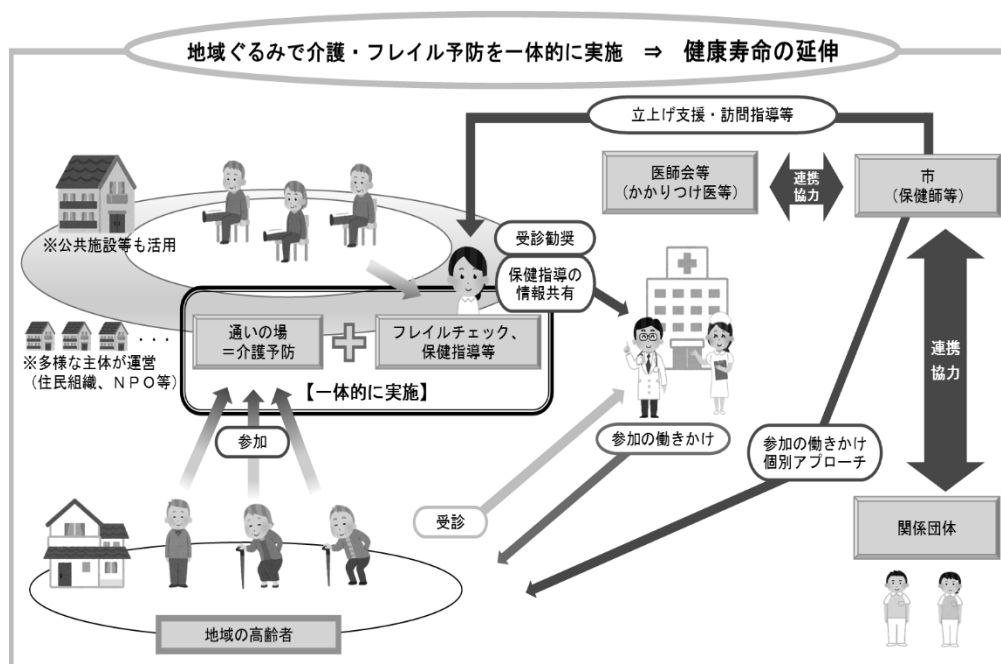 地域ぐるみで介護・フレイル予防を一体的に実施 ⇒ 健康寿命の延伸
立上げ支援・訪問指導等
医師会等
(かかりつけ医等)
連携
協力
市
(保健師等)
※公共施設等も活用
受診勧奨
保健指導の
情報共有
通いの場
＝介護予防
フレイルチェック、
保健指導等
【一体的に実施】
・・・
※多様な主体が運営
(住民組織、ＮＰＯ等)
連携
協力
参加
参加の働きかけ
参加の働きかけ
個別アプローチ
受診
関係団体
地域の高齢者